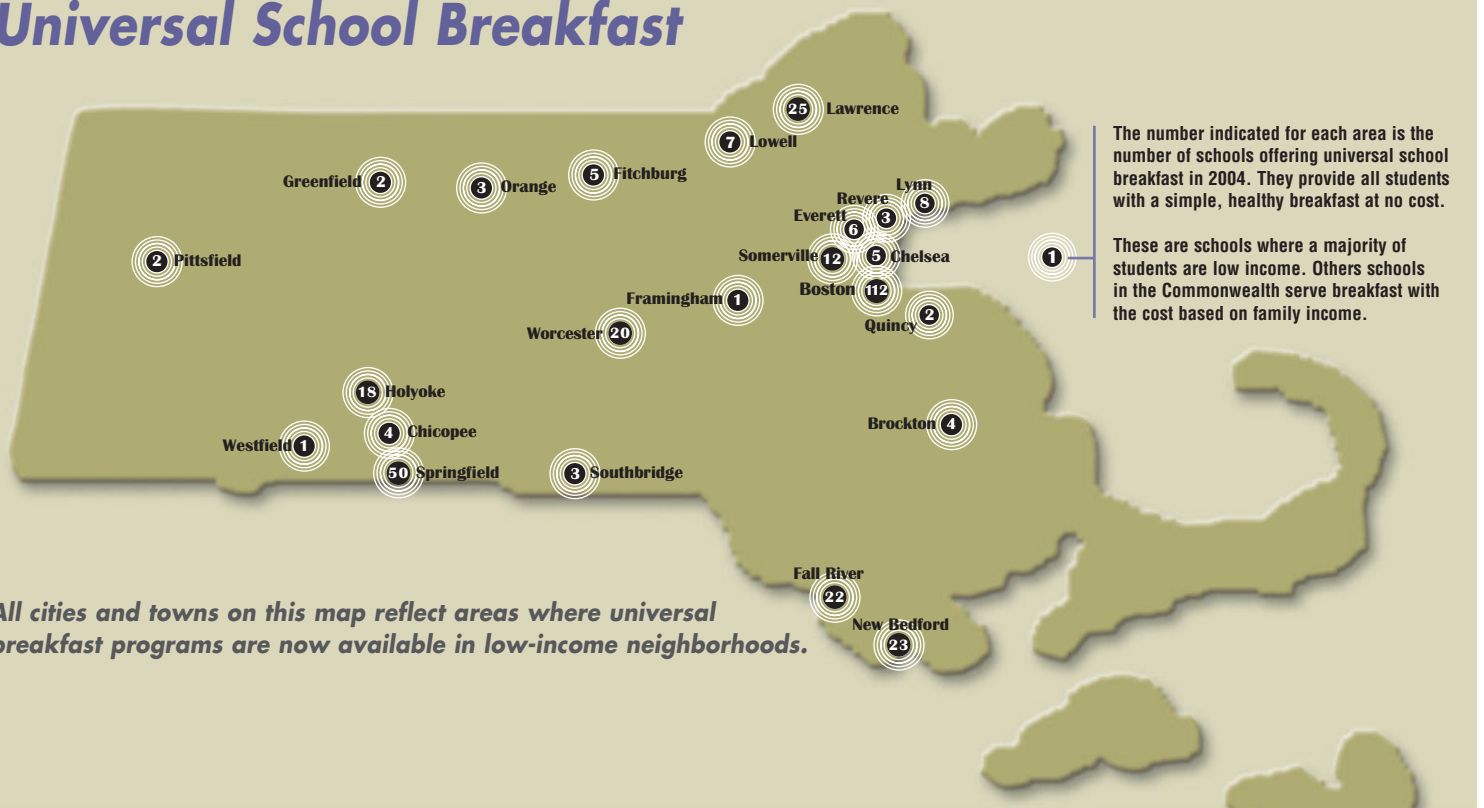 Universal School Breakfast
25 Lawrence
7 Lowell
Greenfield 2
3 Orange
5 Fitchburg
Lynn
8
Revere
3
Everett
6
2 Pittsfield
Somerville 12
5 Chelsea
Framingham 1
Boston 112
Quincy 2
Worcester 20
18 Holyoke
4 Chicopee
Westfield 1
50 Springfield
3 Southbridge
Brockton 4
Fall River
22
New Bedford
23
1
The number indicated for each area is the
number of schools offering universal school
breakfast in 2004. They provide all students
with a simple, healthy breakfast at no cost.
These are schools where a majority of
students are low income. Others schools
in the Commonwealth serve breakfast with
the cost based on family income.
All cities and towns on this map reflect areas where universal
breakfast programs are now available in low-income neighborhoods.